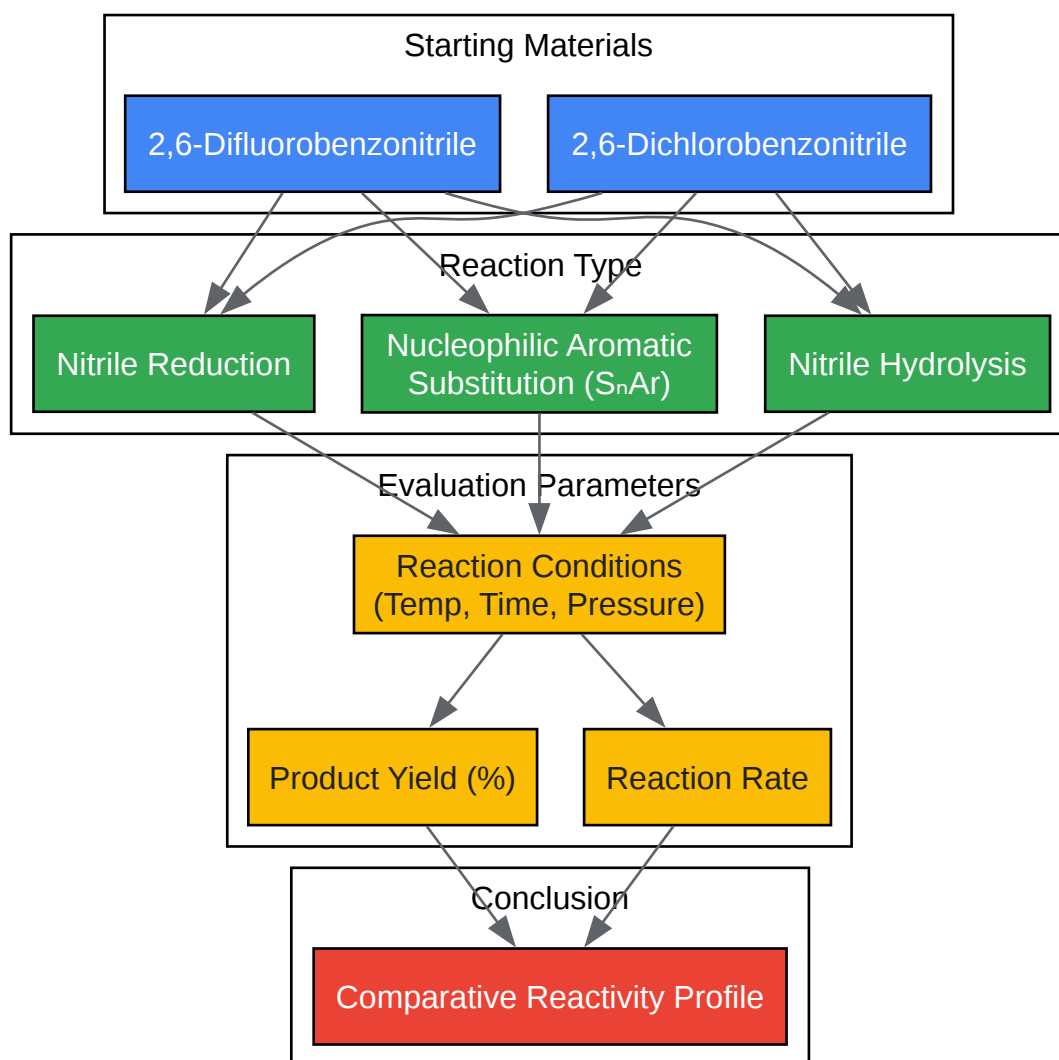 Starting Materials
2,6-Difluorobenzonitrile
2,6-Dichlorobenzonitrile
Reaction Type
Nitrile Reduction
Nucleophilic Aromatic
Substitution (SₙAr)
Nitrile Hydrolysis
Evaluation Parameters
Reaction Conditions
(Temp, Time, Pressure)
Product Yield (%)
Reaction Rate
Conclusion
Comparative Reactivity Profile